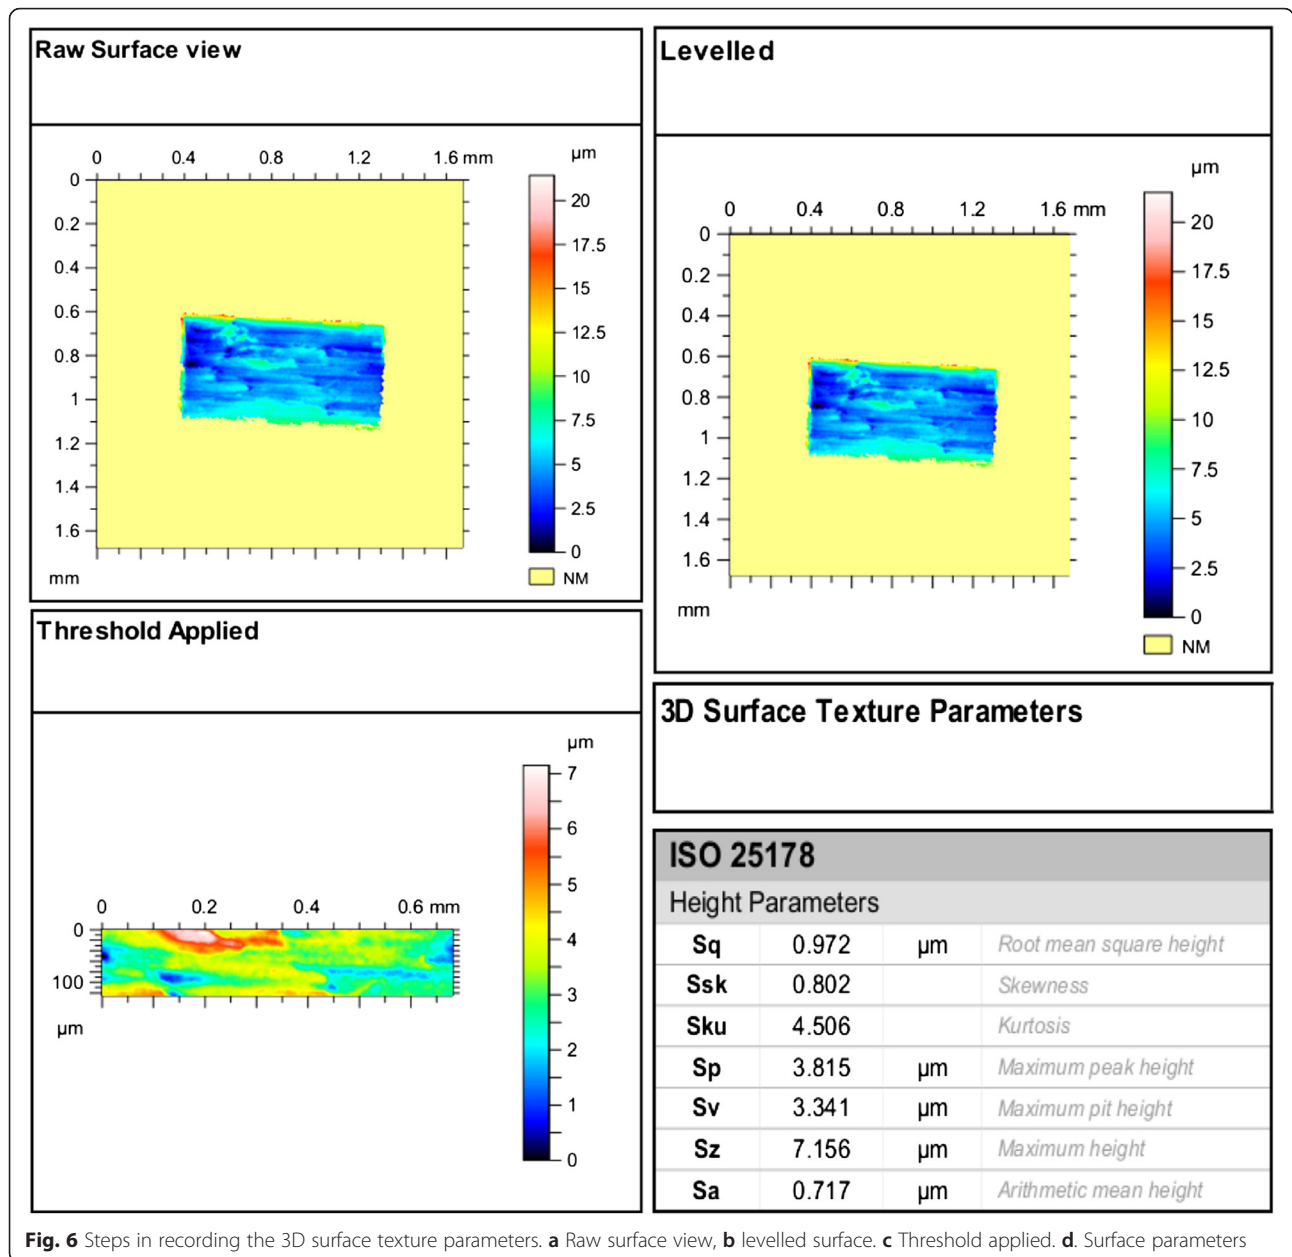 Raw Surface view
0 0.4 0.8 1.2 1.6 mm
µm
0
0.2
0.4
0.6
0.8
1
1.2
1.4
1.6
mm
20
17.5
15
12.5
10
7.5
5
2.5
0
NM
Levelled
µm
0 0.4 0.8 1.2 1.6 mm
0
0.2
0.4
0.6
0.8
1
1.2
1.4
1.6
mm
20
17.5
15
12.5
10
7.5
5
2.5
0
NM
Threshold Applied
µm
7
6
5
4
3
2
1
0
0 0.2 0.4 0.6 mm
0
100
µm
3D Surface Texture Parameters
ISO 25178
Height Parameters
Sq 0.972 µm Root mean square height
Ssk 0.802 Skewness
Sku 4.506 Kurtosis
Sp 3.815 µm Maximum peak height
Sv 3.341 µm Maximum pit height
Sz 7.156 µm Maximum height
Sa 0.717 µm Arithmetic mean height
Fig. 6 Steps in recording the 3D surface texture parameters. a Raw surface view, b levelled surface. c Threshold applied. d. Surface parameters